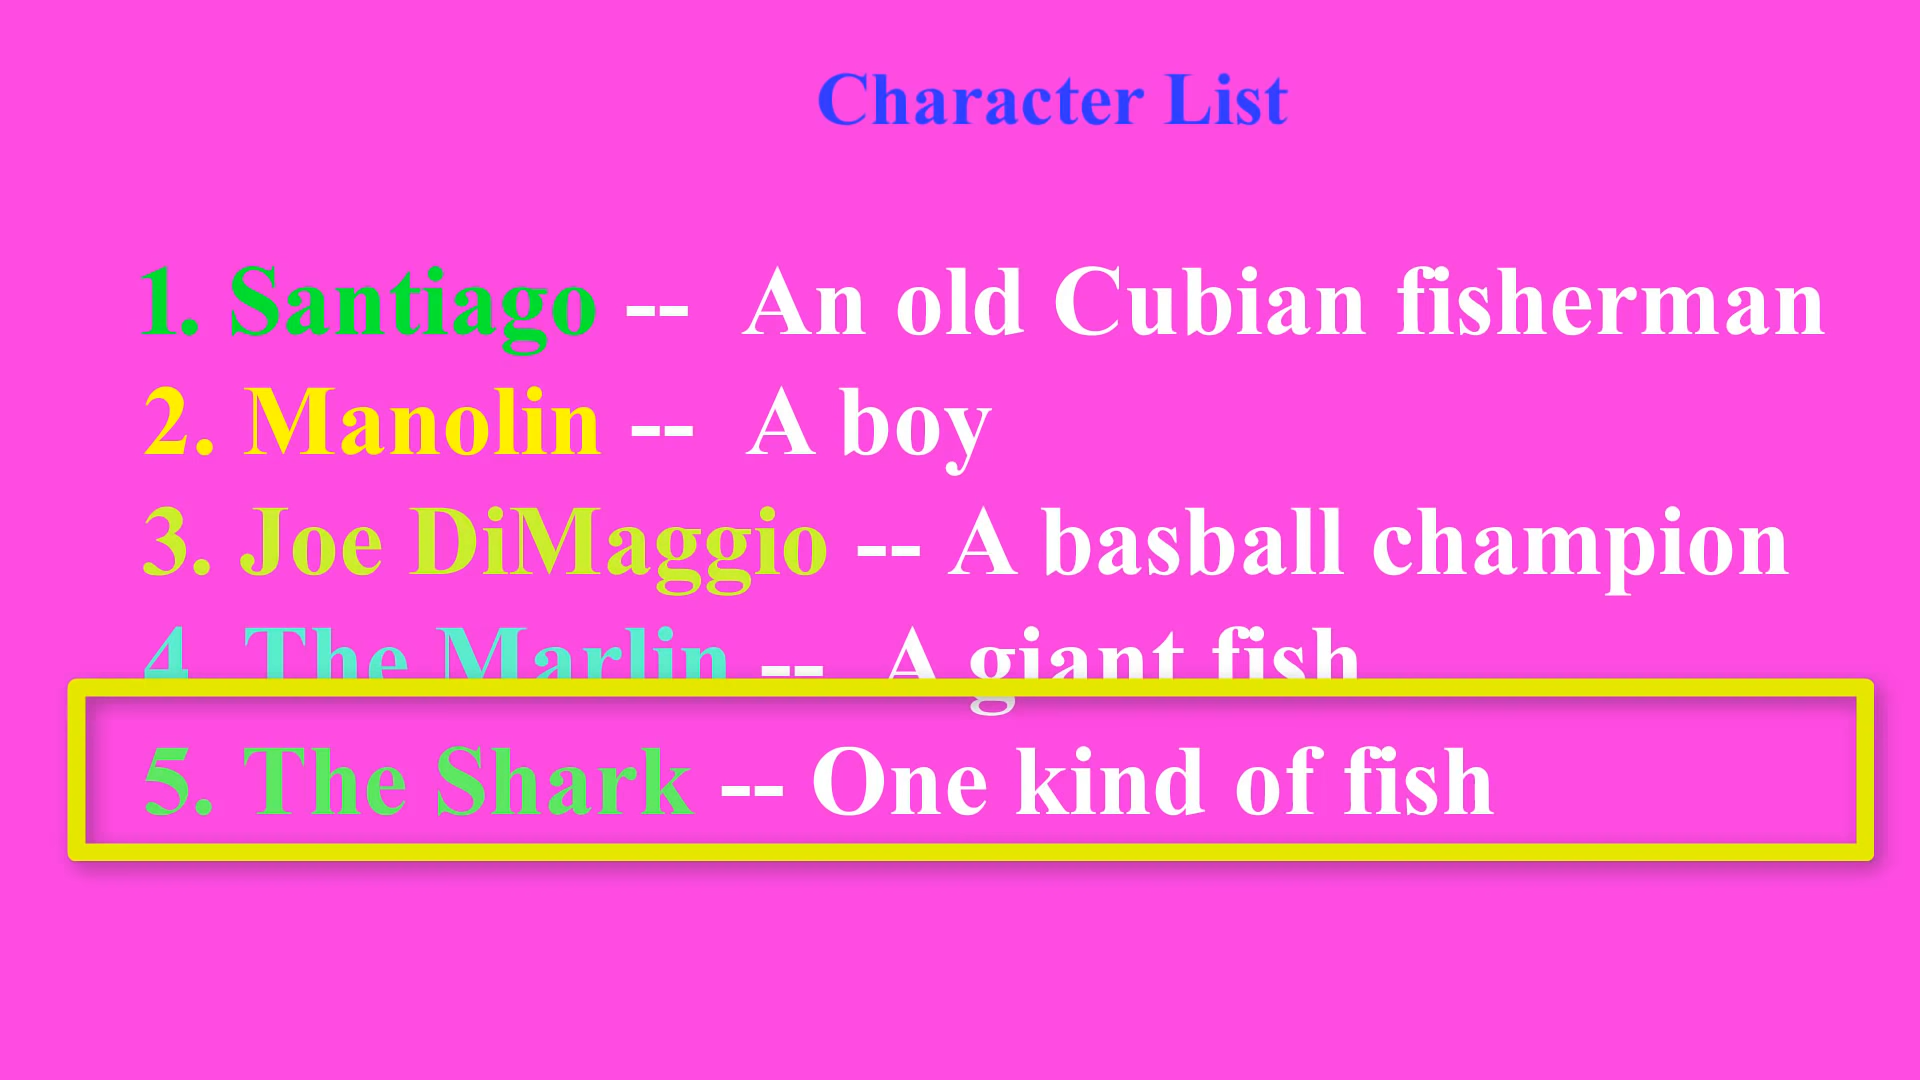 Character List
1. Santiago -- An old Cubian fisherman
2. Manolin -- A boy
3. Joe DiMaggio -- A basball champion
4. The Marlin -- A giant fish
5. The Shark -- One kind of fish